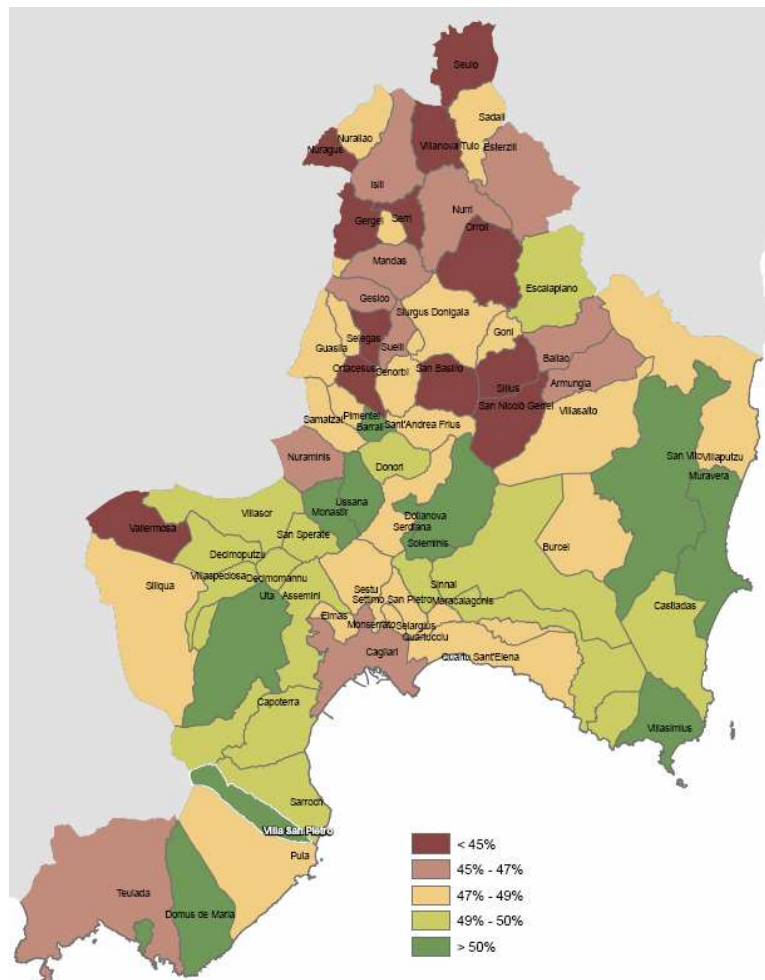 Seulo
Sadali
Nurallao
Nuragus
Villanova Tulo
Esterzili
Isili
Nurri
Gergei
Serri
Orroli
Mandas
Escalaplano
Gesico
Siurgus Donigala
Goni
Selegas
Suelli
Guasila
Ballao
Ortacesus
Senorbì
San Basilio
Silius
Armungia
San Nicolò Gerrei
Villasalto
Samatzai
Pimentel
Barrali
Sant'Andrea Frius
Nuraminis
Donori
San Vito
Villaputzu
Muravera
Villasor
Ussana
Monastir
Vallermosa
Dolianova
Serdiana
San Sperate
Soleminis
Burcei
Decimoputzu
Villaspeciosa
Decimomannu
Siliqua
Uta
Assemini
Sestu
Settimo San Pietro
Sinnai
Maracalagonis
Castiadas
Elmas
Monserrato
Selargius
Quartucciu
Cagliari
Quartu Sant'Elena
Capoterra
Villasimius
Sarroch
Villa San Pietro
Pula
Teulada
Domus de Maria
< 45%
45% - 47%
47% - 49%
49% - 50%
> 50%